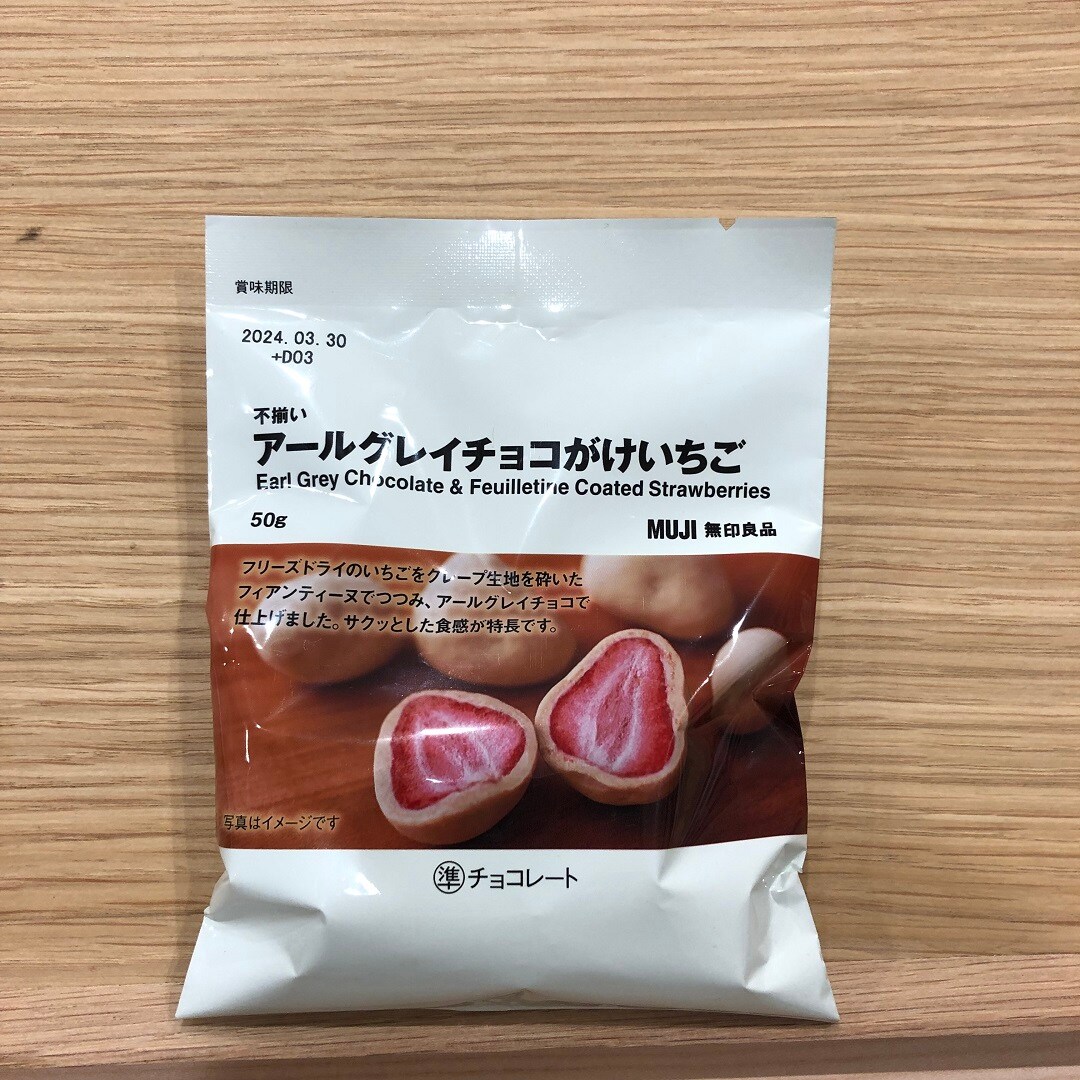 賞味期限
2024.03.30
+D03
不揃い
アールグレイチョコがけいちご
Earl Grey Chocolate & Feuilletine Coated Strawberries
50g
MUJI 無印良品
フリーズドライのいちごをクレープ生地を砕いた
フィアンティーヌでつつみ、アールグレイチョコで
仕上げました。サクッとした食感が特長です。
写真はイメージです
準チョコレート